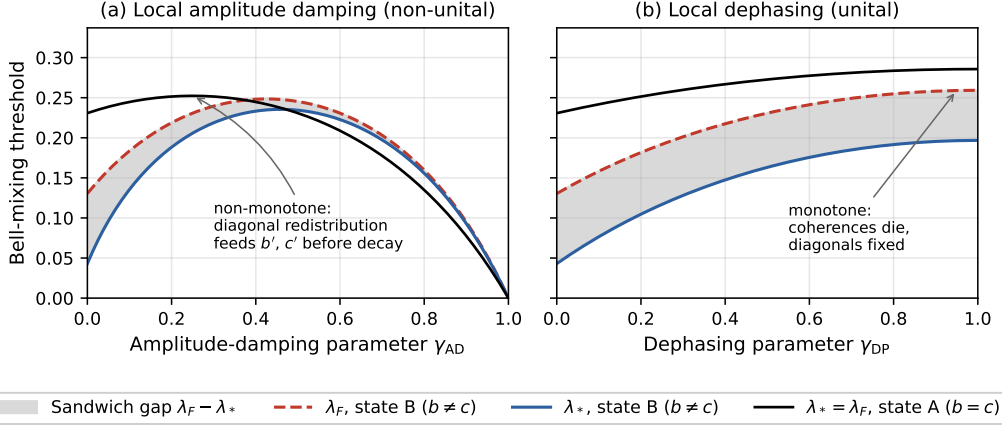 (a) Local amplitude damping (non-unital)
Bell-mixing threshold
0.30
0.25
0.20
0.15
0.10
0.05
0.00
non-monotone:
diagonal redistribution
feeds b′, c′ before decay
0.0 0.2 0.4 0.6 0.8 1.0
Amplitude-damping parameter γ_AD
(b) Local dephasing (unital)
monotone:
coherences die,
diagonals fixed
0.0 0.2 0.4 0.6 0.8 1.0
Dephasing parameter γ_DP
Sandwich gap λ_F − λ_*
λ_F, state B (b ≠ c)
λ_*, state B (b ≠ c)
λ_* = λ_F, state A (b = c)